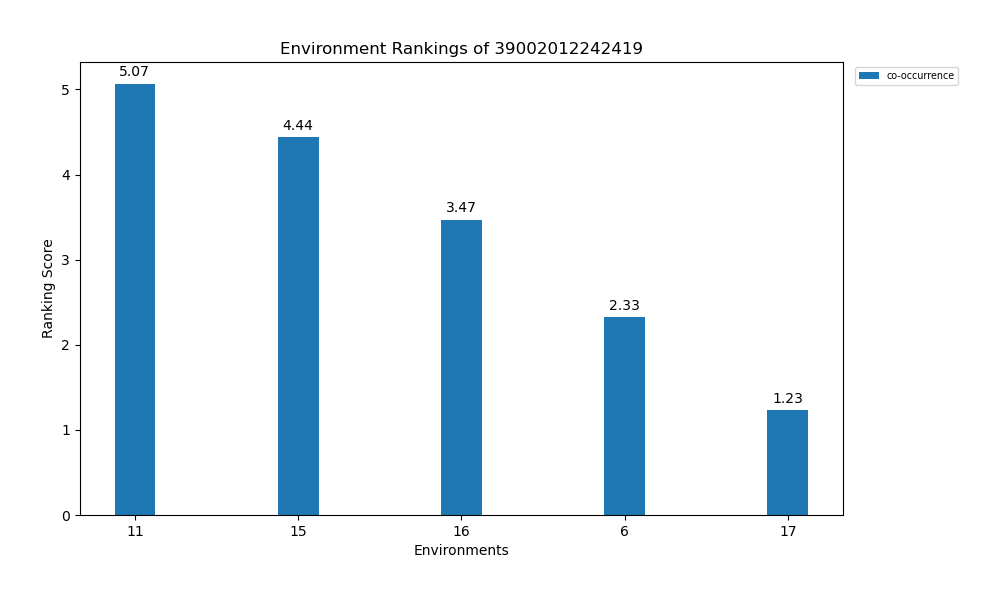 Environment Rankings of 39002012242419
co-occurrence
5.07
4.44
3.47
2.33
1.23
5
4
3
2
1
0
Ranking Score
11 15 16 6 17
Environments